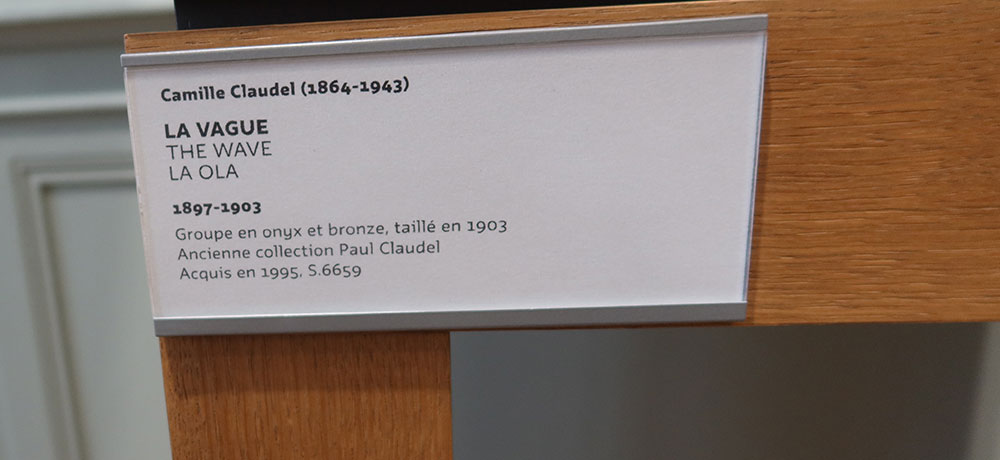 Camille Claudel (1864-1943)
LA VAGUE
THE WAVE
LA OLA
1897-1903
Groupe en onyx et bronze, taillé en 1903
Ancienne collection Paul Claudel
Acquis en 1995. S.6659